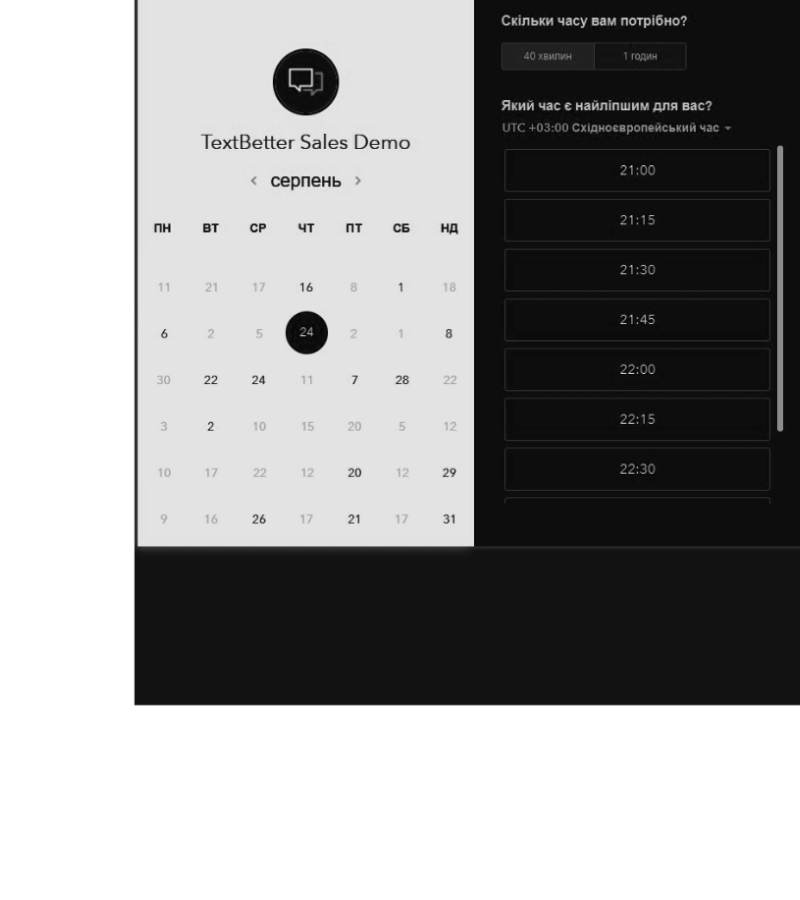 Скільки часу вам потрібно?
40 хвилин 1 годин
Який час є найліпшим для вас?
UTC +03:00 Східноєвропейський час
TextBetter Sales Demo
< серпень >
ПН ВТ СР ЧТ ПТ СБ НД
11 21 17 16 8 1 18
6 2 5 24 2 1 8
30 22 24 11 7 28 22
3 2 10 15 20 5 12
10 17 22 12 20 12 29
9 16 26 17 21 17 31
21:00
21:15
21:30
21:45
22:00
22:15
22:30